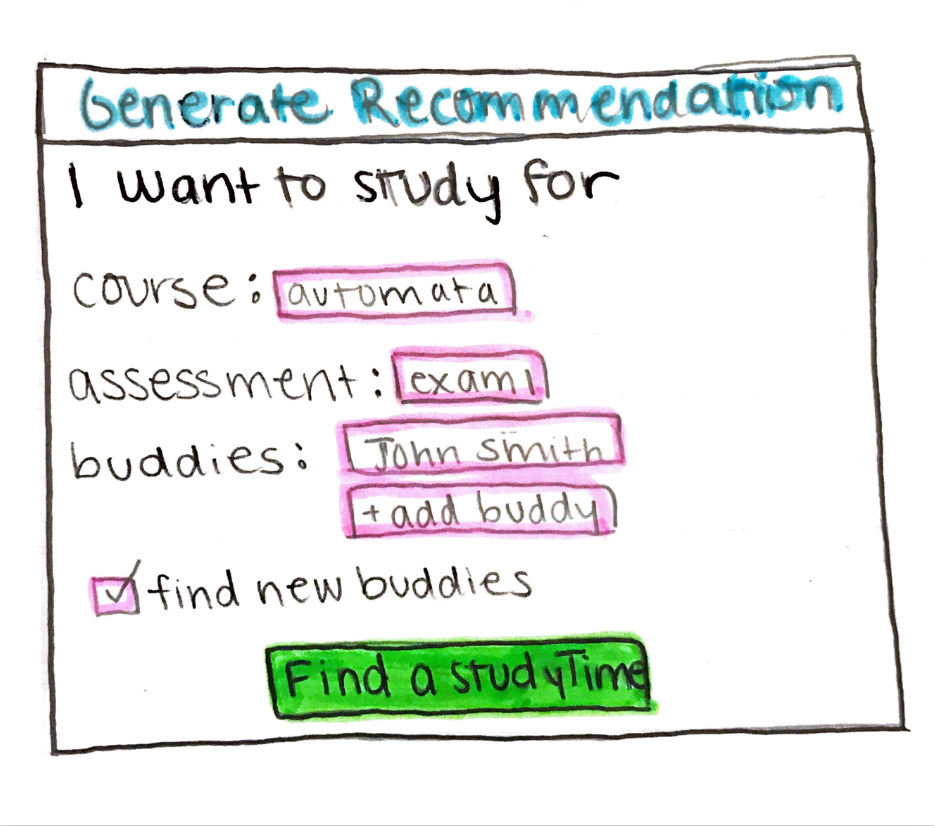 Generate Recommendation
I want to study for
course: automata
assessment: exam 1
buddies: John Smith
+ add buddy
find new buddies
Find a studyTime